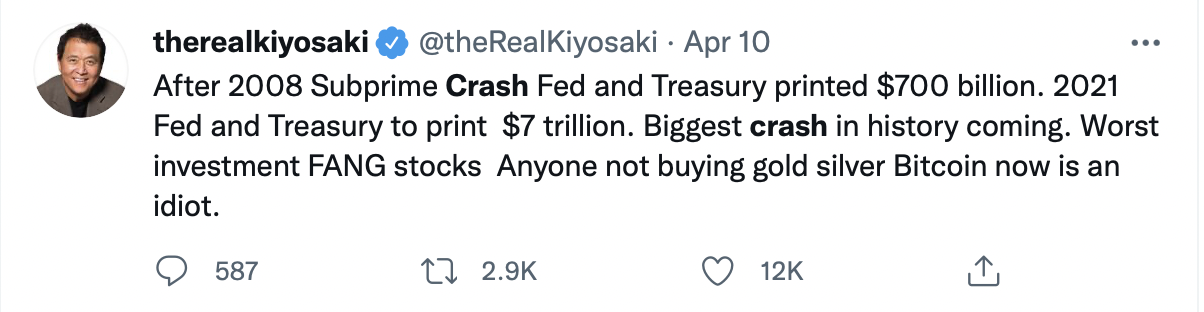 therealkiyosaki @theRealKiyosaki · Apr 10
After 2008 Subprime Crash Fed and Treasury printed $700 billion. 2021
Fed and Treasury to print  $7 trillion. Biggest crash in history coming. Worst
investment FANG stocks  Anyone not buying gold silver Bitcoin now is an
idiot.
587 2.9K 12K